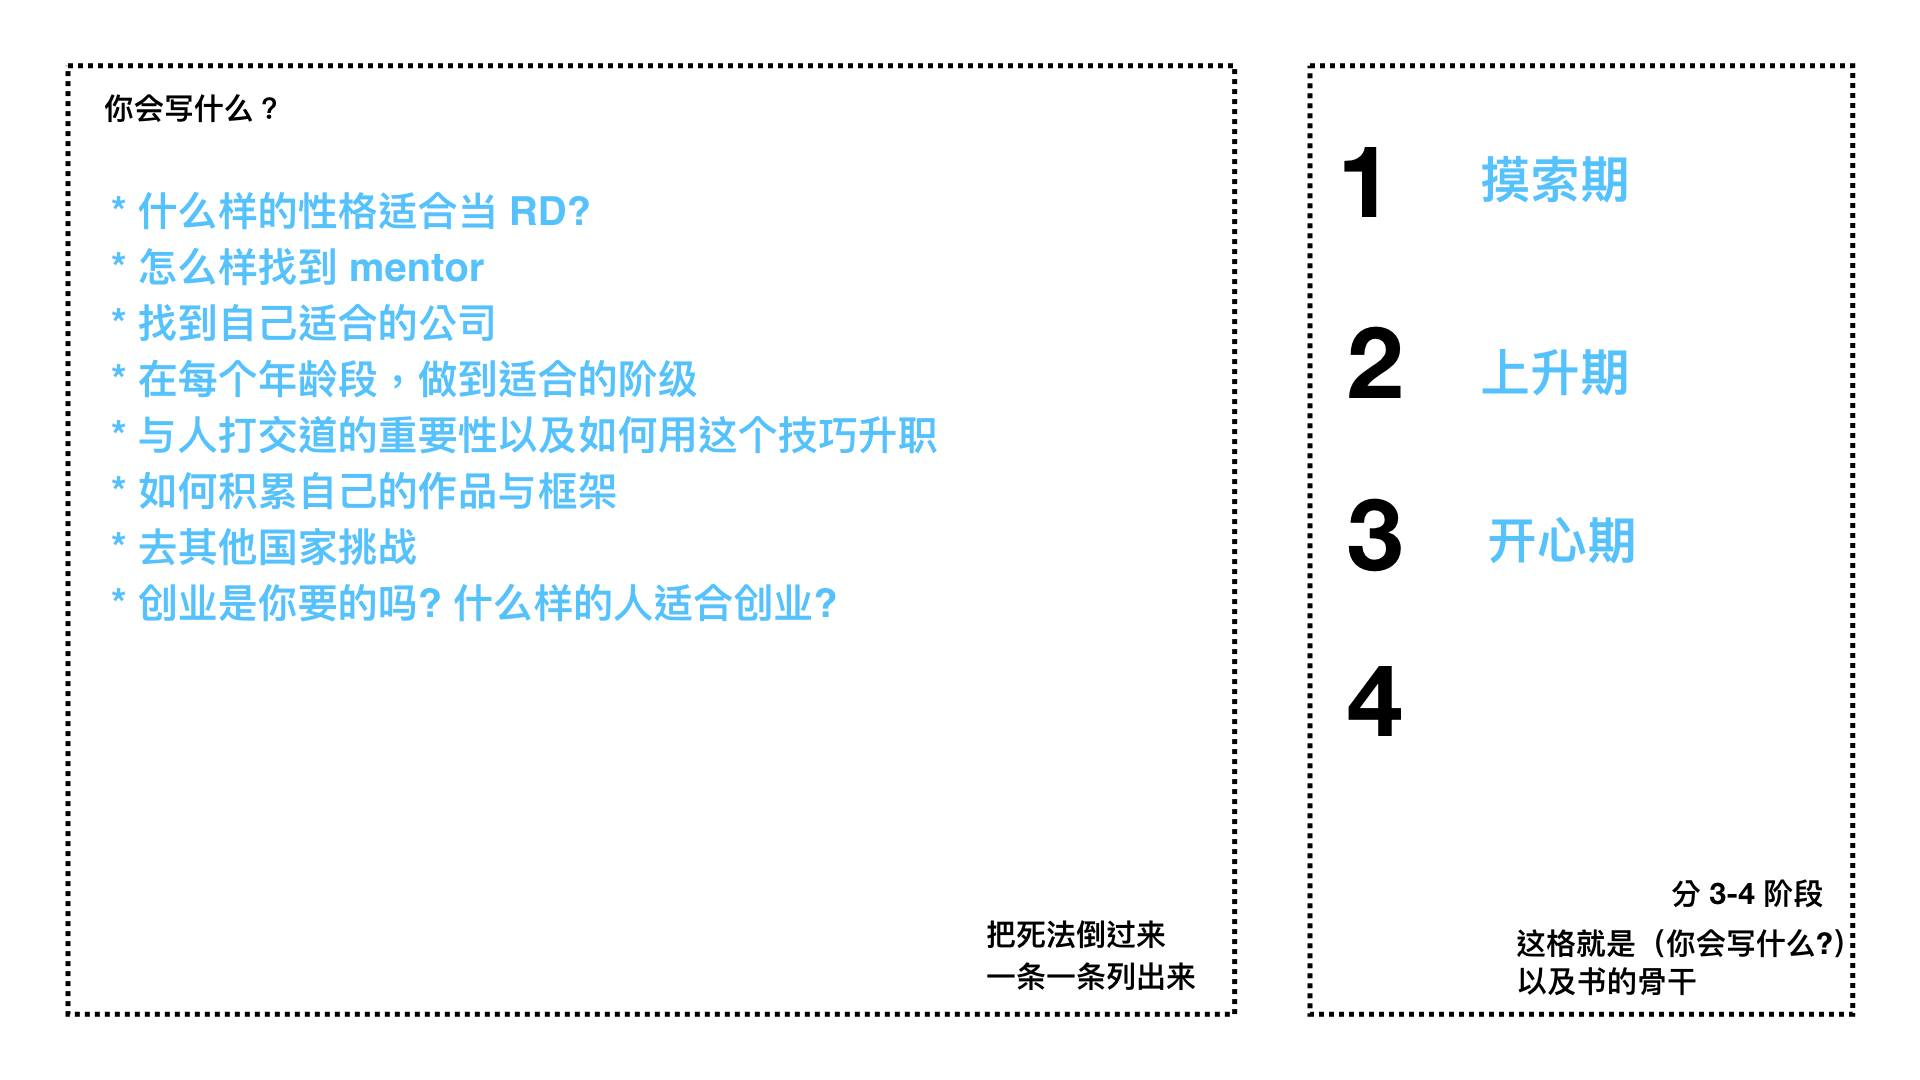 你会写什么？
* 什么样的性格适合当 RD?
* 怎么样找到 mentor
* 找到自己适合的公司
* 在每个年龄段，做到适合的阶级
* 与人打交道的重要性以及如何用这个技巧升职
* 如何积累自己的作品与框架
* 去其他国家挑战
* 创业是你要的吗? 什么样的人适合创业?
把死法倒过来
一条一条列出来
1 摸索期
2 上升期
3 开心期
4
分 3-4 阶段
这格就是（你会写什么?）
以及书的骨干